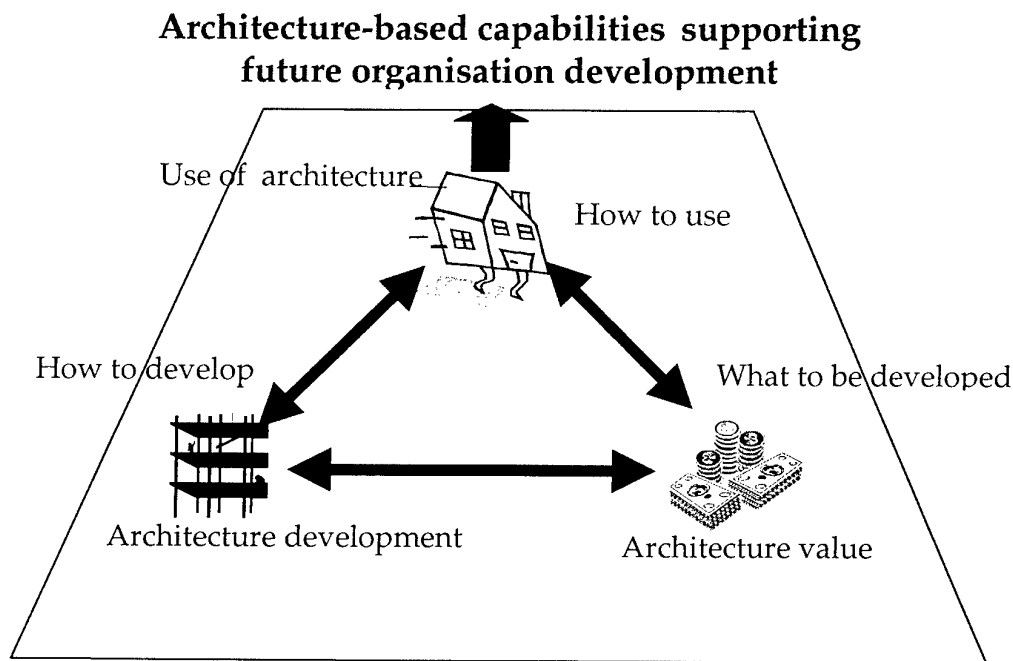 Architecture-based capabilities supporting
future organisation development
Use of architecture
How to use
How to develop
What to be developed
Architecture development
Architecture value